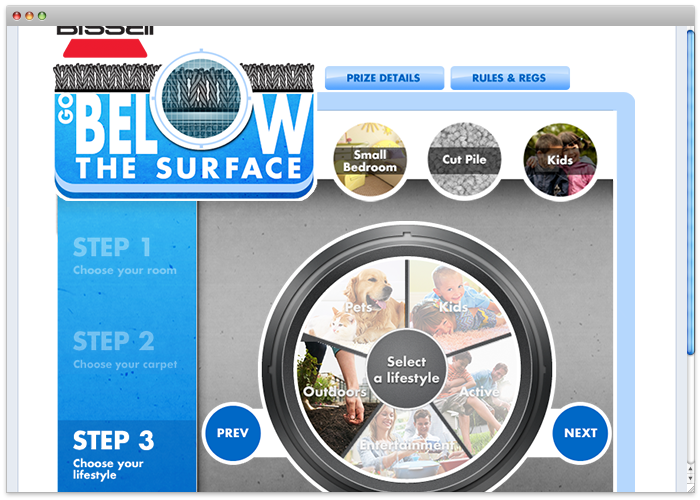 BISSELL
PRIZE DETAILS
RULES & REGS
GO
BELOW
THE SURFACE
Small
Bedroom
Cut Pile
Kids
STEP 1
Choose your room
STEP 2
Choose your carpet
STEP 3
Choose your
lifestyle
Pets
Kids
Select
a lifestyle
Outdoors
Active
Entertainment
PREV
NEXT